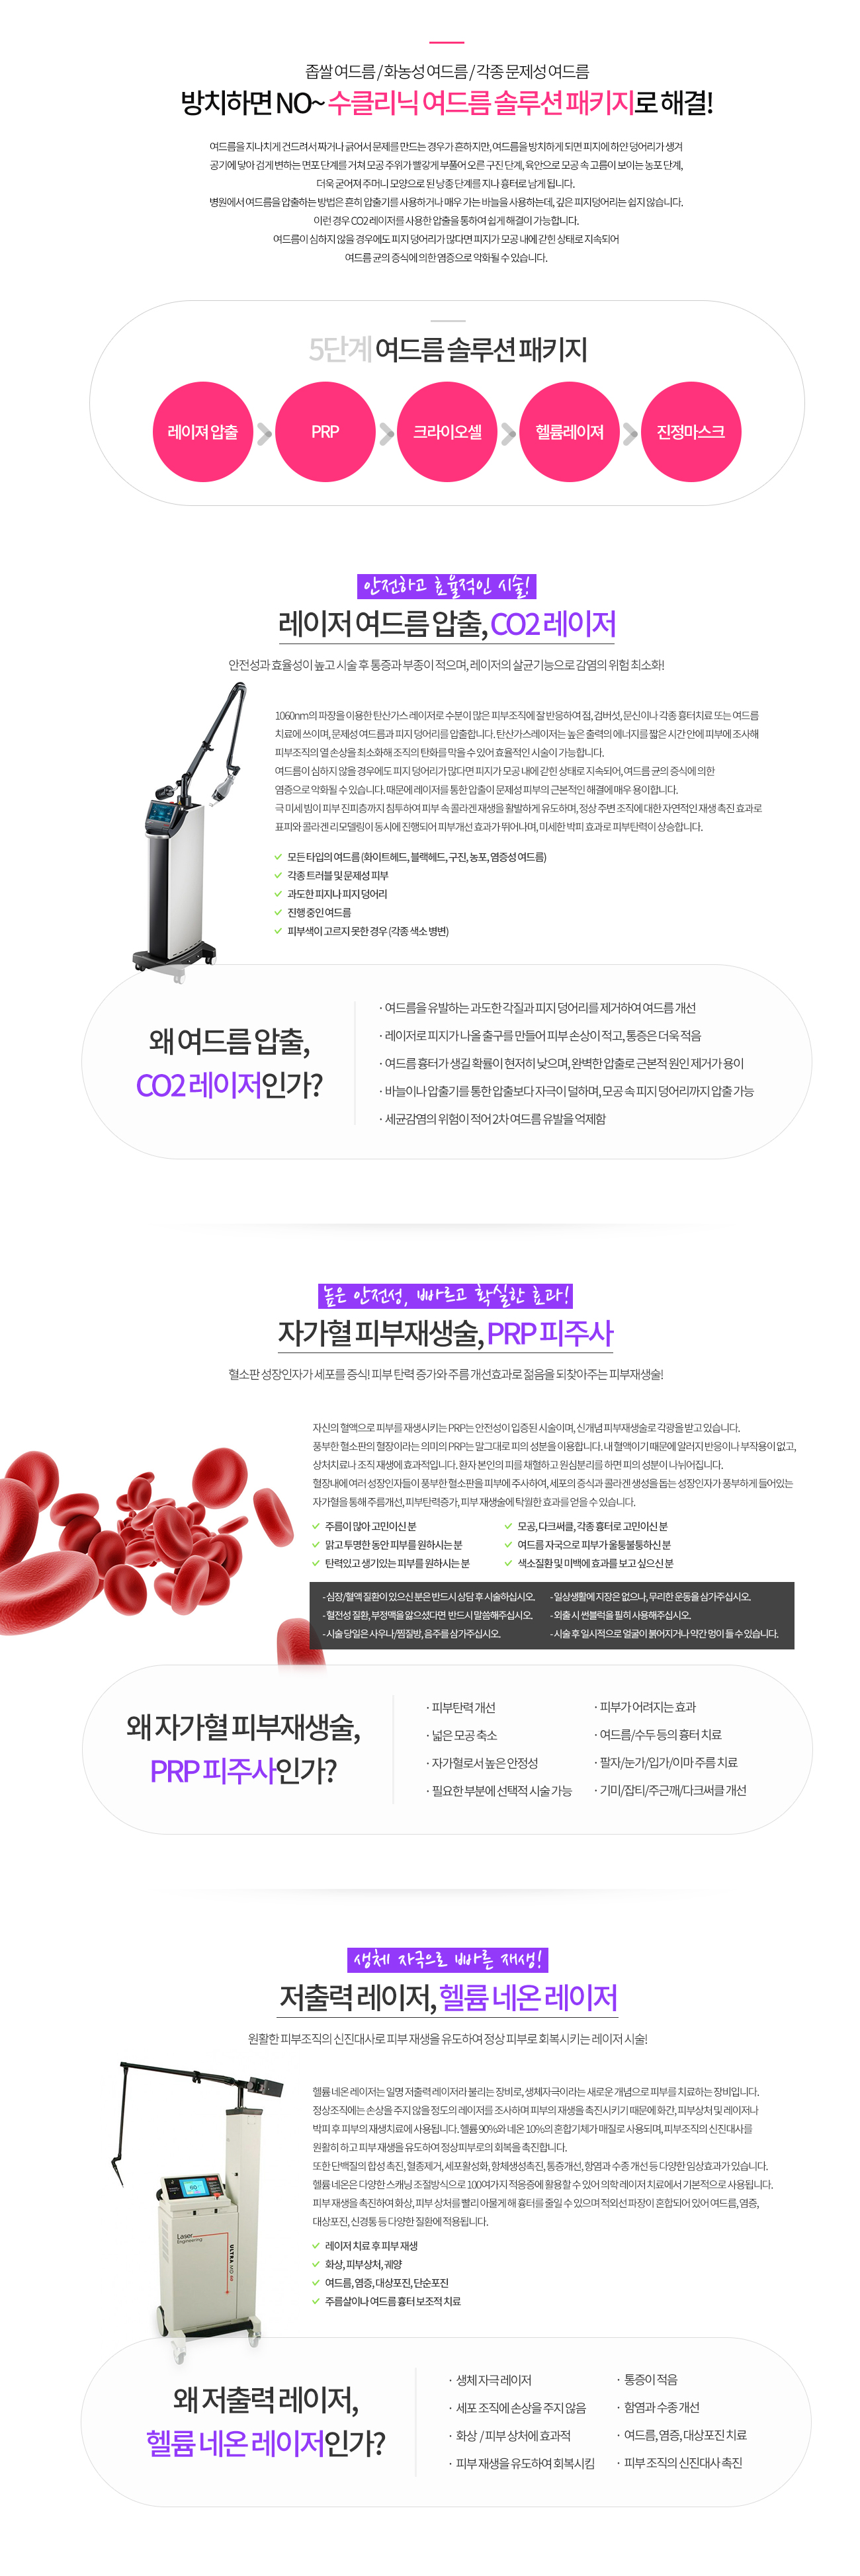 좁쌀 여드름 / 화농성 여드름 / 각종 문제성 여드름
방치하면 NO~ 수클리닉 여드름 솔루션 패키지로 해결!
여드름을 지나치게 건드려서 짜거나 긁어서 문제를 만드는 경우가 흔하지만, 여드름을 방치하게 되면 피지에 하얀 덩어리가 생겨
공기에 닿아 검게 변하는 면포 단계를 거쳐 모공 주위가 빨갛게 부풀어 오른 구진 단계, 육안으로 모공 속 고름이 보이는 농포 단계,
더욱 굳어져 주머니 모양으로 된 낭종 단계를 지나 흉터로 남게 됩니다.
병원에서 여드름을 압출하는 방법은 흔히 압출기를 사용하거나 매우 가는 바늘을 사용하는데, 깊은 피지덩어리는 쉽지 않습니다.
이런 경우 CO2 레이저를 사용한 압출을 통하여 쉽게 해결이 가능합니다.
여드름이 심하지 않을 경우에도 피지 덩어리가 많다면 피지가 모공 내에 갇힌 상태로 지속되어
여드름 균의 증식에 의한 염증으로 악화될 수 있습니다.
5단계 여드름 솔루션 패키지
레이져 압출
PRP
크라이오셀
헬륨레이져
진정마스크
안전하고 효율적인 시술!
레이저 여드름 압출, CO2 레이저
안전성과 효율성이 높고 시술 후 통증과 부종이 적으며, 레이저의 살균기능으로 감염의 위험 최소화!
1060nm의 파장을 이용한 탄산가스 레이저로 수분이 많은 피부조직에 잘 반응하여 점, 검버섯, 문신이나 각종 흉터치료 또는 여드름
치료에 쓰이며, 문제성 여드름과 피지 덩어리를 압출합니다. 탄산가스레이저는 높은 출력의 에너지를 짧은 시간 안에 피부에 조사해
피부조직의 열 손상을 최소화해 조직의 탄화를 막을 수 있어 효율적인 시술이 가능합니다.
여드름이 심하지 않을 경우에도 피지 덩어리가 많다면 피지가 모공 내에 갇힌 상태로 지속되어, 여드름 균의 증식에 의한
염증으로 악화될 수 있습니다. 때문에 레이저를 통한 압출이 문제성 피부의 근본적인 해결에 매우 용이합니다.
극 미세 빔이 피부 진피층까지 침투하여 피부 속 콜라겐 재생을 활발하게 유도하며, 정상 주변 조직에 대한 자연적인 재생 촉진 효과로
표피와 콜라겐 리모델링이 동시에 진행되어 피부개선 효과가 뛰어나며, 미세한 박피 효과로 피부탄력이 상승합니다.
모든 타입의 여드름 (화이트헤드, 블랙헤드, 구진, 농포, 염증성 여드름)
각종 트러블 및 문제성 피부
과도한 피지나 피지 덩어리
진행 중인 여드름
피부색이 고르지 못한 경우 (각종 색소 병변)
왜 여드름 압출,
CO2 레이저인가?
· 여드름을 유발하는 과도한 각질과 피지 덩어리를 제거하여 여드름 개선
· 레이저로 피지가 나올 출구를 만들어 피부 손상이 적고, 통증은 더욱 적음
· 여드름 흉터가 생길 확률이 현저히 낮으며, 완벽한 압출로 근본적 원인 제거가 용이
· 바늘이나 압출기를 통한 압출보다 자극이 덜하며, 모공 속 피지 덩어리까지 압출 가능
· 세균감염의 위험이 적어 2차 여드름 유발을 억제함
높은 안전성, 빠르고 확실한 효과!
자가혈 피부재생술, PRP 피주사
혈소판 성장인자가 세포를 증식! 피부 탄력 증가와 주름 개선효과로 젊음을 되찾아주는 피부재생술!
자신의 혈액으로 피부를 재생시키는 PRP는 안전성이 입증된 시술이며, 신개념 피부재생술로 각광을 받고 있습니다.
풍부한 혈소판의 혈장이라는 의미의 PRP는 말그대로 피의 성분을 이용합니다. 내 혈액이기 때문에 알러지 반응이나 부작용이 없고,
상처치료나 조직 재생에 효과적입니다. 환자 본인의 피를 채혈하고 원심분리를 하면 피의 성분이 나뉘어집니다.
혈장내에 여러 성장인자들이 풍부한 혈소판을 피부에 주사하여, 세포의 증식과 콜라겐 생성을 돕는 성장인자가 풍부하게 들어있는
자가혈을 통해 주름개선, 피부탄력증가, 피부 재생술에 탁월한 효과를 얻을 수 있습니다.
주름이 많아 고민이신 분
맑고 투명한 동안 피부를 원하시는 분
탄력있고 생기있는 피부를 원하시는 분
모공, 다크써클, 각종 흉터로 고민이신 분
여드름 자국으로 피부가 울퉁불퉁하신 분
색소질환 및 미백에 효과를 보고 싶으신 분
- 심장/혈액 질환이 있으신 분은 반드시 상담 후 시술하십시오.
- 혈전성 질환, 부정맥을 앓으셨다면 반드시 말씀해주십시오.
- 시술 당일은 사우나/찜질방, 음주를 삼가주십시오.
- 일상생활에 지장은 없으나, 무리한 운동을 삼가주십시오.
- 외출 시 썬블럭을 필히 사용해주십시오.
- 시술 후 일시적으로 얼굴이 붉어지거나 약간 멍이 들 수 있습니다.
왜 자가혈 피부재생술,
PRP 피주사인가?
· 피부탄력 개선
· 넓은 모공 축소
· 자가혈로서 높은 안정성
· 필요한 부분에 선택적 시술 가능
· 피부가 어려지는 효과
· 여드름/수두 등의 흉터 치료
· 팔자/눈가/입가/이마 주름 치료
· 기미/잡티/주근깨/다크써클 개선
생체 자극으로 빠른 재생!
저출력 레이저, 헬륨 네온 레이저
원활한 피부조직의 신진대사로 피부 재생을 유도하여 정상 피부로 회복시키는 레이저 시술!
헬륨 네온 레이저는 일명 저출력 레이저라 불리는 장비로, 생체자극이라는 새로운 개념으로 피부를 치료하는 장비입니다.
정상조직에는 손상을 주지 않을 정도의 레이저를 조사하며 피부의 재생을 촉진시키기 때문에 화간, 피부상처 및 레이저나
박피 후 피부의 재생치료에 사용됩니다. 헬륨 90%와 네온 10%의 혼합기체가 매질로 사용되며, 피부조직의 신진대사를
원활히 하고 피부 재생을 유도하여 정상피부로의 회복을 촉진합니다.
또한 단백질의 합성 촉진, 혈종제거, 세포활성화, 항체생성촉진, 통증개선, 항염과 수종 개선 등 다양한 임상효과가 있습니다.
헬륨 네온은 다양한 스캐닝 조절방식으로 100여가지 적응증에 활용할 수 있어 의학 레이저 치료에서 기본적으로 사용됩니다.
피부 재생을 촉진하여 화상, 피부 상처를 빨리 아물게 해 흉터를 줄일 수 있으며 적외선 파장이 혼합되어 있어 여드름, 염증,
대상포진, 신경통 등 다양한 질환에 적용됩니다.
레이저 치료 후 피부 재생
화상, 피부상처, 궤양
여드름, 염증, 대상포진, 단순포진
주름살이나 여드름 흉터 보조적 치료
Laser
Engineering
ULTRA MD 40
왜 저출력 레이저,
헬륨 네온 레이저인가?
· 생체 자극 레이저
· 세포 조직에 손상을 주지 않음
· 화상 / 피부 상처에 효과적
· 피부 재생을 유도하여 회복시킴
· 통증이 적음
· 함염과 수종 개선
· 여드름, 염증, 대상포진 치료
· 피부 조직의 신진대사 촉진